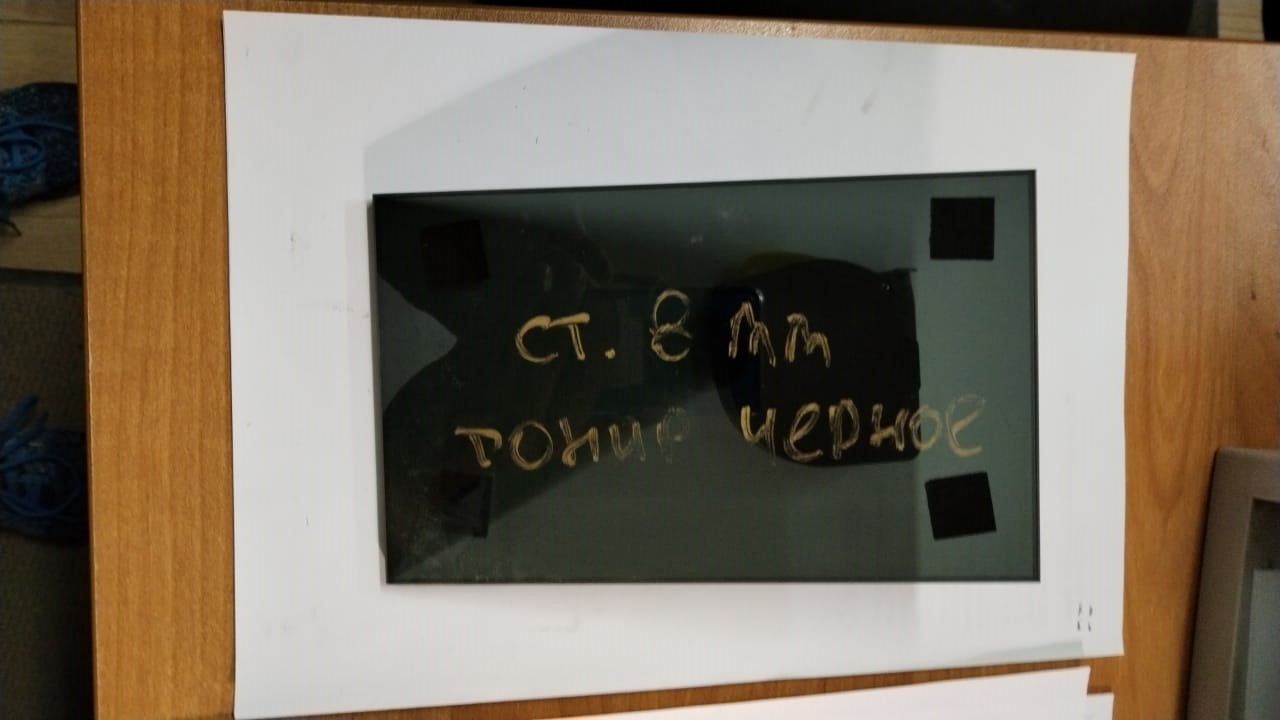 ст. 8 мм
тонир черное